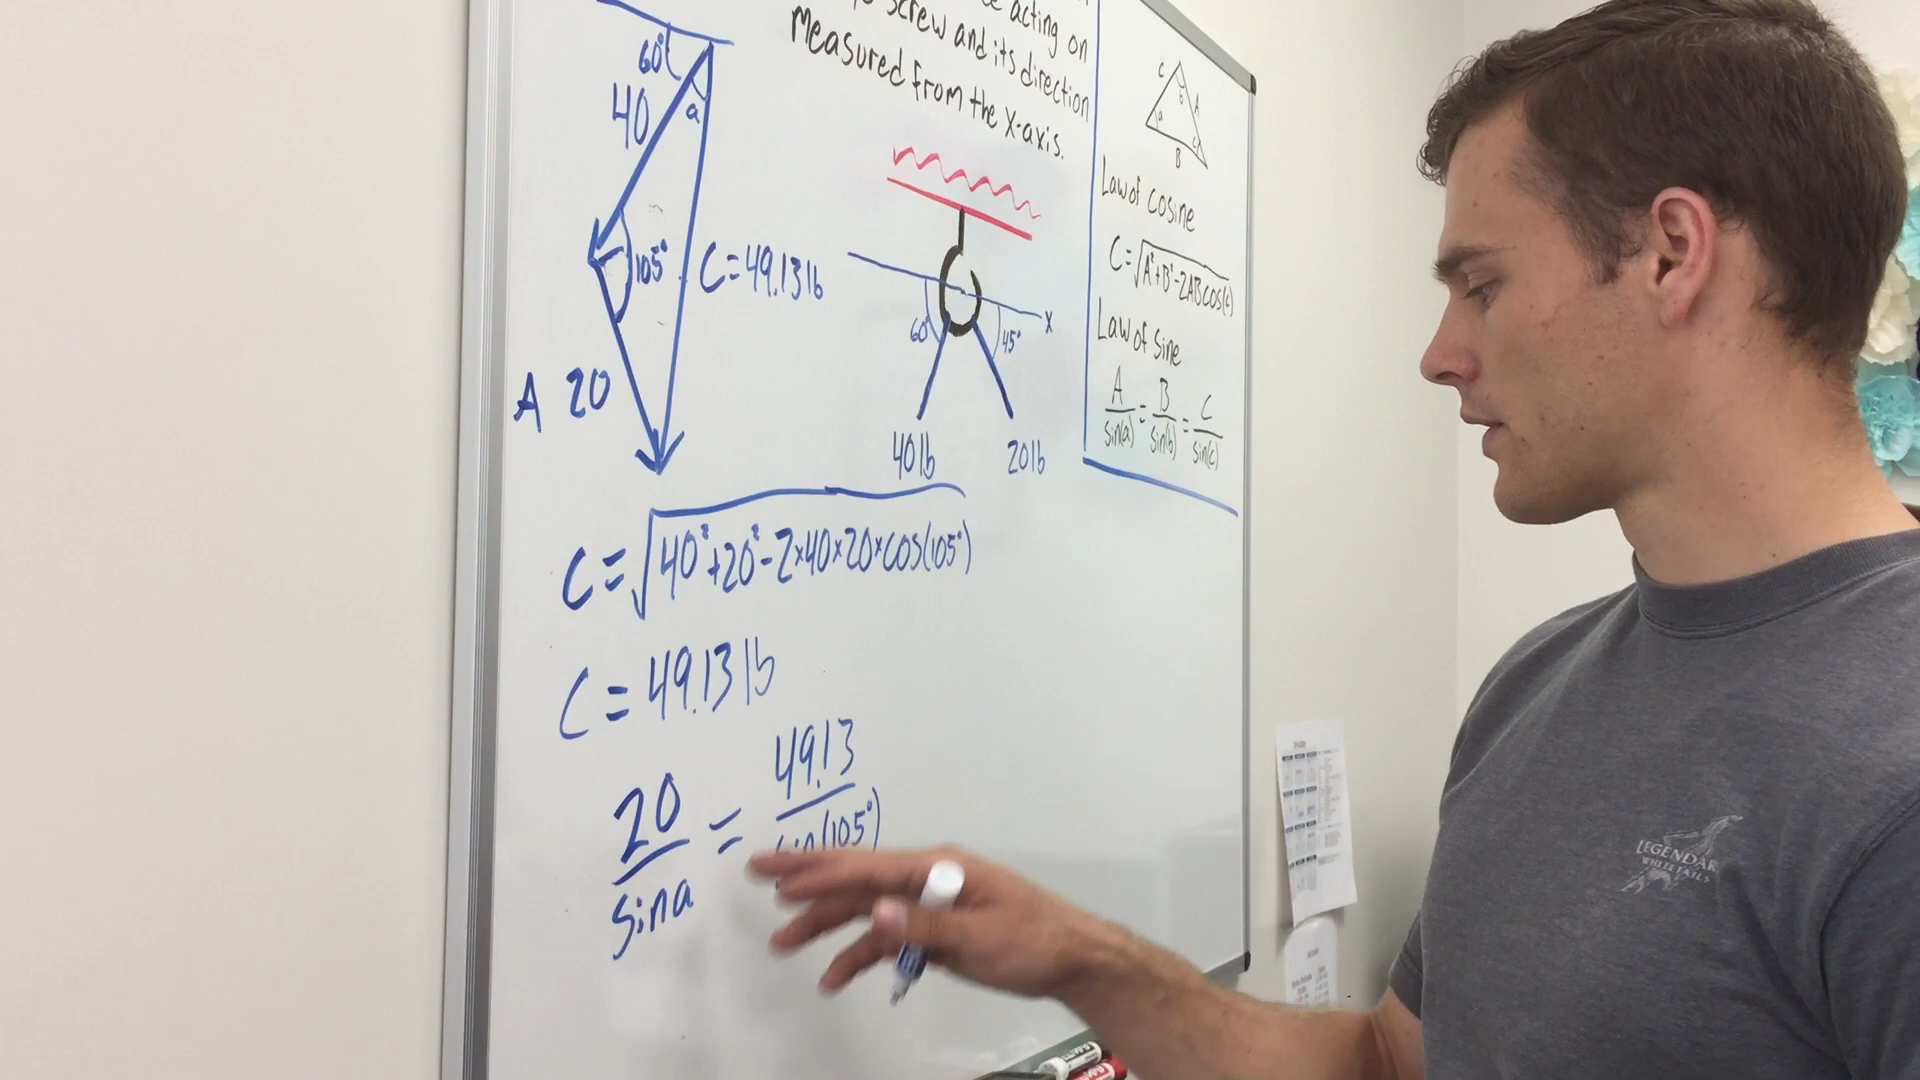 acting on
screw and its direction
Measured from the x-axis.
60°
40
a
105°
C=49.13lb
A 20
x
60°
45°
40lb
20lb
C
b
A
a
c
B
Law of Cosine
C=√A²+B²-2ABcos(c)
Law of Sine
A/sin(a) = B/sin(b) = C/sin(c)
C=√40²+20²-2×40×20×cos(105°)
C=49.13lb
20/sina = 49.13/sin(105°)
LEGENDARY
WHITETAILS